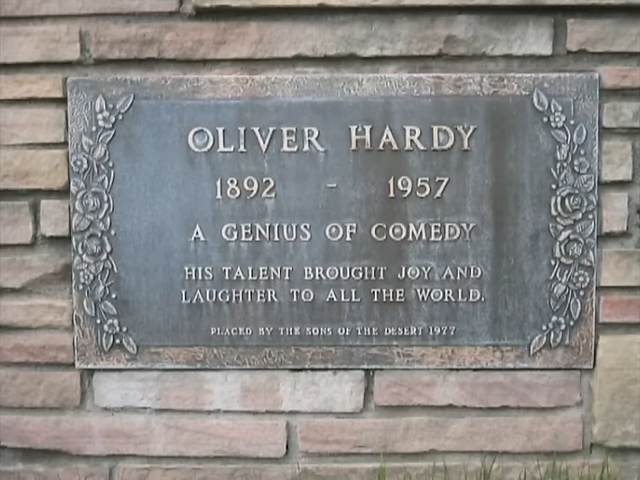 OLIVER HARDY
1892 - 1957
A GENIUS OF COMEDY
HIS TALENT BROUGHT JOY AND
LAUGHTER TO ALL THE WORLD.
PLACED BY THE SONS OF THE DESERT 1977